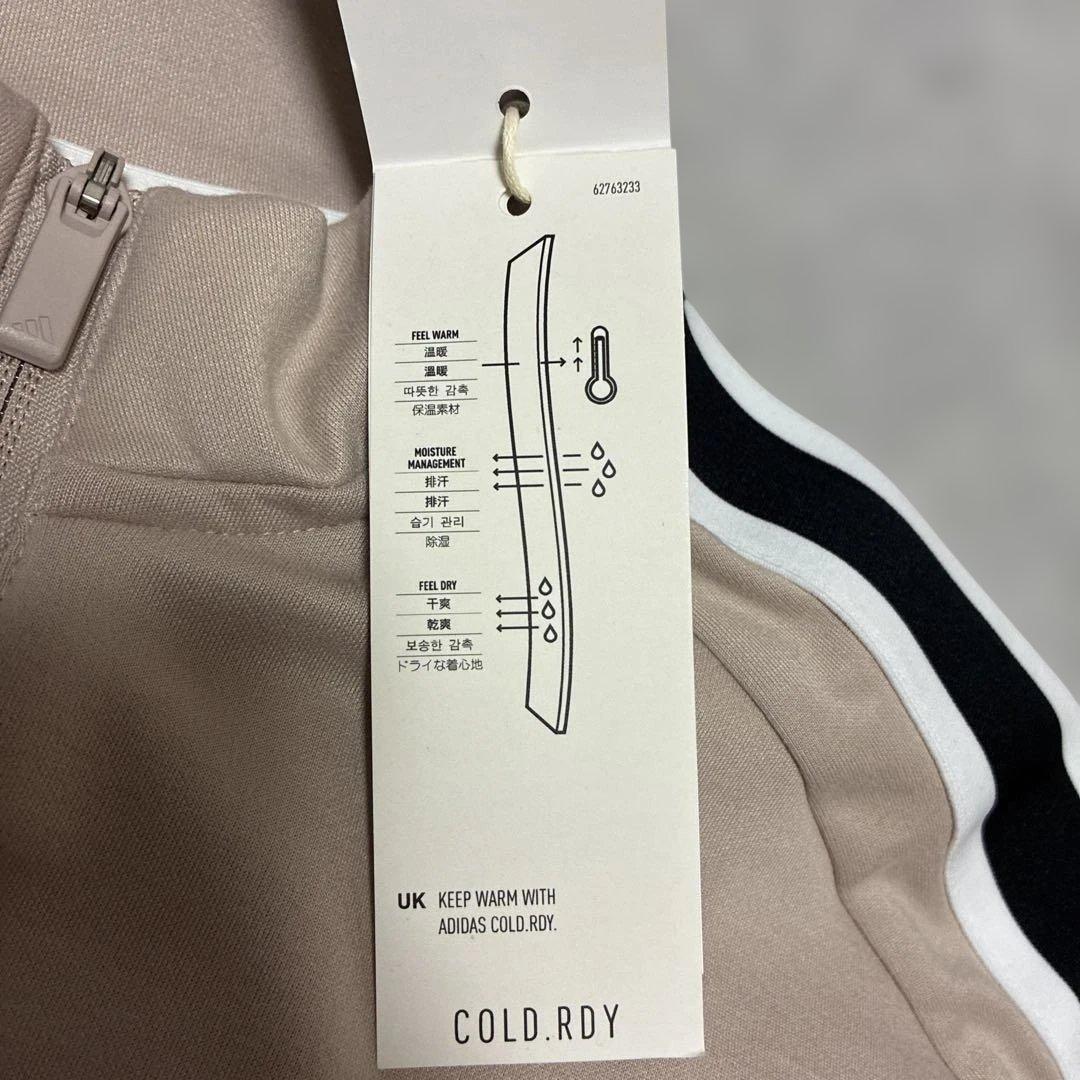 62763233
FEEL WARM
温暖
溫暖
따뜻한 감촉
保温素材
MOISTURE
MANAGEMENT
排汗
排汗
습기 관리
除湿
FEEL DRY
干爽
乾爽
보송한 감촉
ドライな着心地
UK KEEP WARM WITH
ADIDAS COLD.RDY.
COLD.RDY